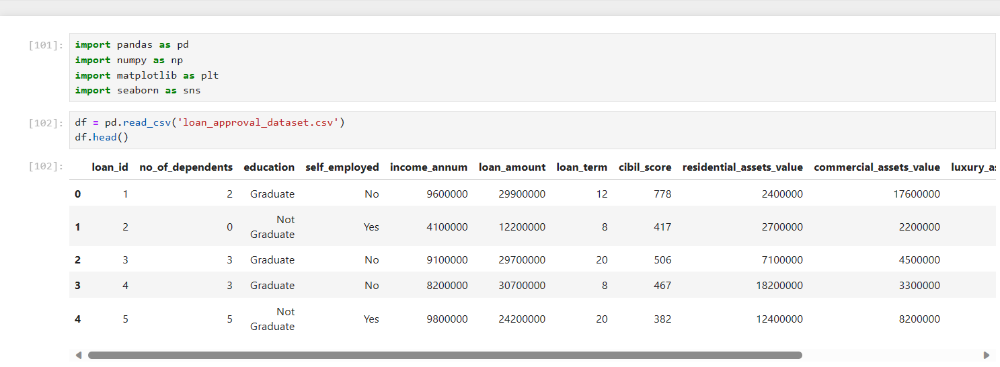 [101]: import pandas as pd
import numpy as np
import matplotlib as plt
import seaborn as sns
[102]: df = pd.read_csv('loan_approval_dataset.csv')
df.head()
[102]: loan_id no_of_dependents education self_employed income_annum loan_amount loan_term cibil_score residential_assets_value commercial_assets_value luxury_a
0 1 2 Graduate No 9600000 29900000 12 778 2400000 17600000
1 2 0 Not Graduate Yes 4100000 12200000 8 417 2700000 2200000
2 3 3 Graduate No 9100000 29700000 20 506 7100000 4500000
3 4 3 Graduate No 8200000 30700000 8 467 18200000 3300000
4 5 5 Not Graduate Yes 9800000 24200000 20 382 12400000 8200000